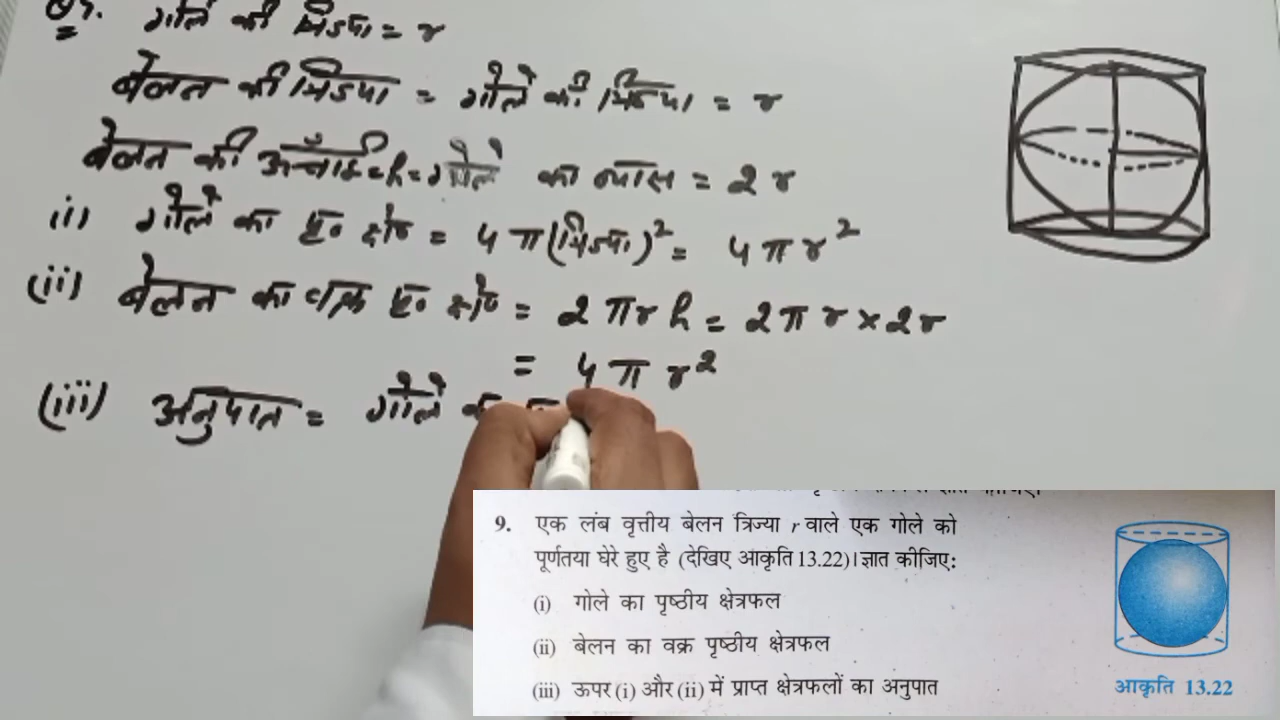 गोले की त्रिज्या = r
बेलन की त्रिज्या = गोले की त्रिज्या = r
बेलन की ऊँचाई = h = गोले का व्यास = 2r
(i) गोले का पृ० क्षे० = 4π(त्रिज्या)² = 4πr²
(ii) बेलन का वक्र पृ० क्षे० = 2πrh = 2πr×2r
= 4πr²
(iii) अनुपात = गोले का
9. एक लंब वृत्तीय बेलन त्रिज्या r वाले एक गोले को
पूर्णतया घेरे हुए है (देखिए आकृति 13.22)। ज्ञात कीजिए:
(i) गोले का पृष्ठीय क्षेत्रफल
(ii) बेलन का वक्र पृष्ठीय क्षेत्रफल
(iii) ऊपर (i) और (ii) में प्राप्त क्षेत्रफलों का अनुपात
आकृति 13.22